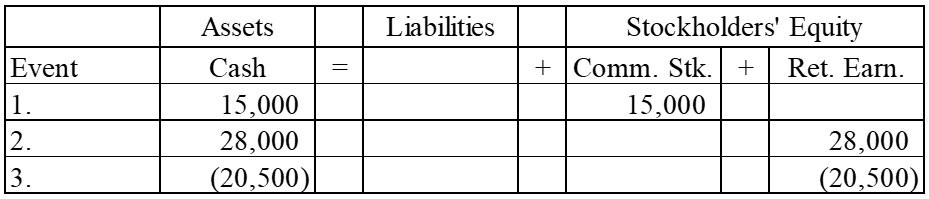 Assets Liabilities Stockholders' Equity
Event Cash = + Comm. Stk. + Ret. Earn.
1. 15,000 15,000
2. 28,000 28,000
3. (20,500) (20,500)